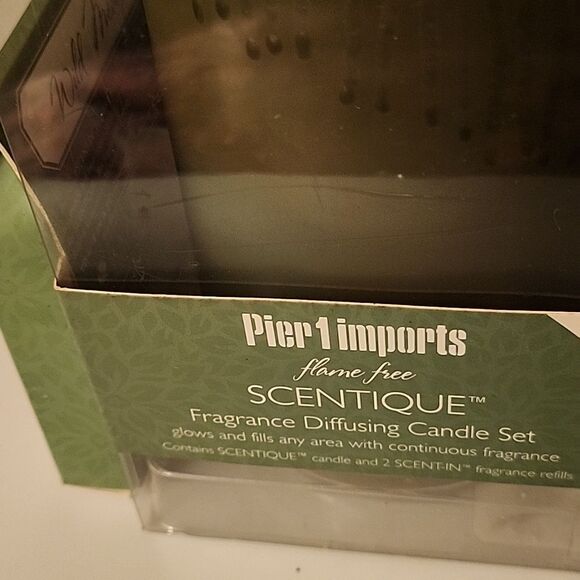 Wild
Pier 1 imports
flame free
SCENTIQUE™
Fragrance Diffusing Candle Set
glows and fills any area with continuous fragrance
Contains SCENTIQUE™ candle and 2 SCENT-IN™ fragrance refills